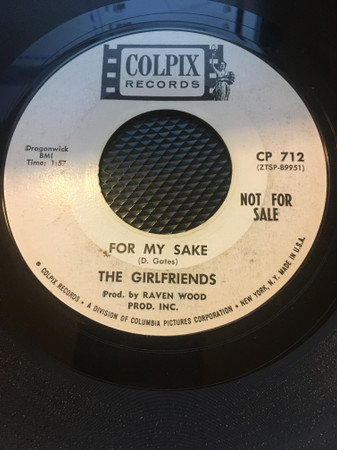 COLPIX
RECORDS
Dragonwick
BMI
Time: 1:57
CP 712
(ZTSP-89951)
NOT FOR
SALE
FOR MY SAKE
(D. Gates)
THE GIRLFRIENDS
Prod. by RAVEN WOOD
PROD. INC.
• COLPIX RECORDS • A DIVISION OF COLUMBIA PICTURES CORPORATION • NEW YORK, N.Y. MADE IN U.S.A.